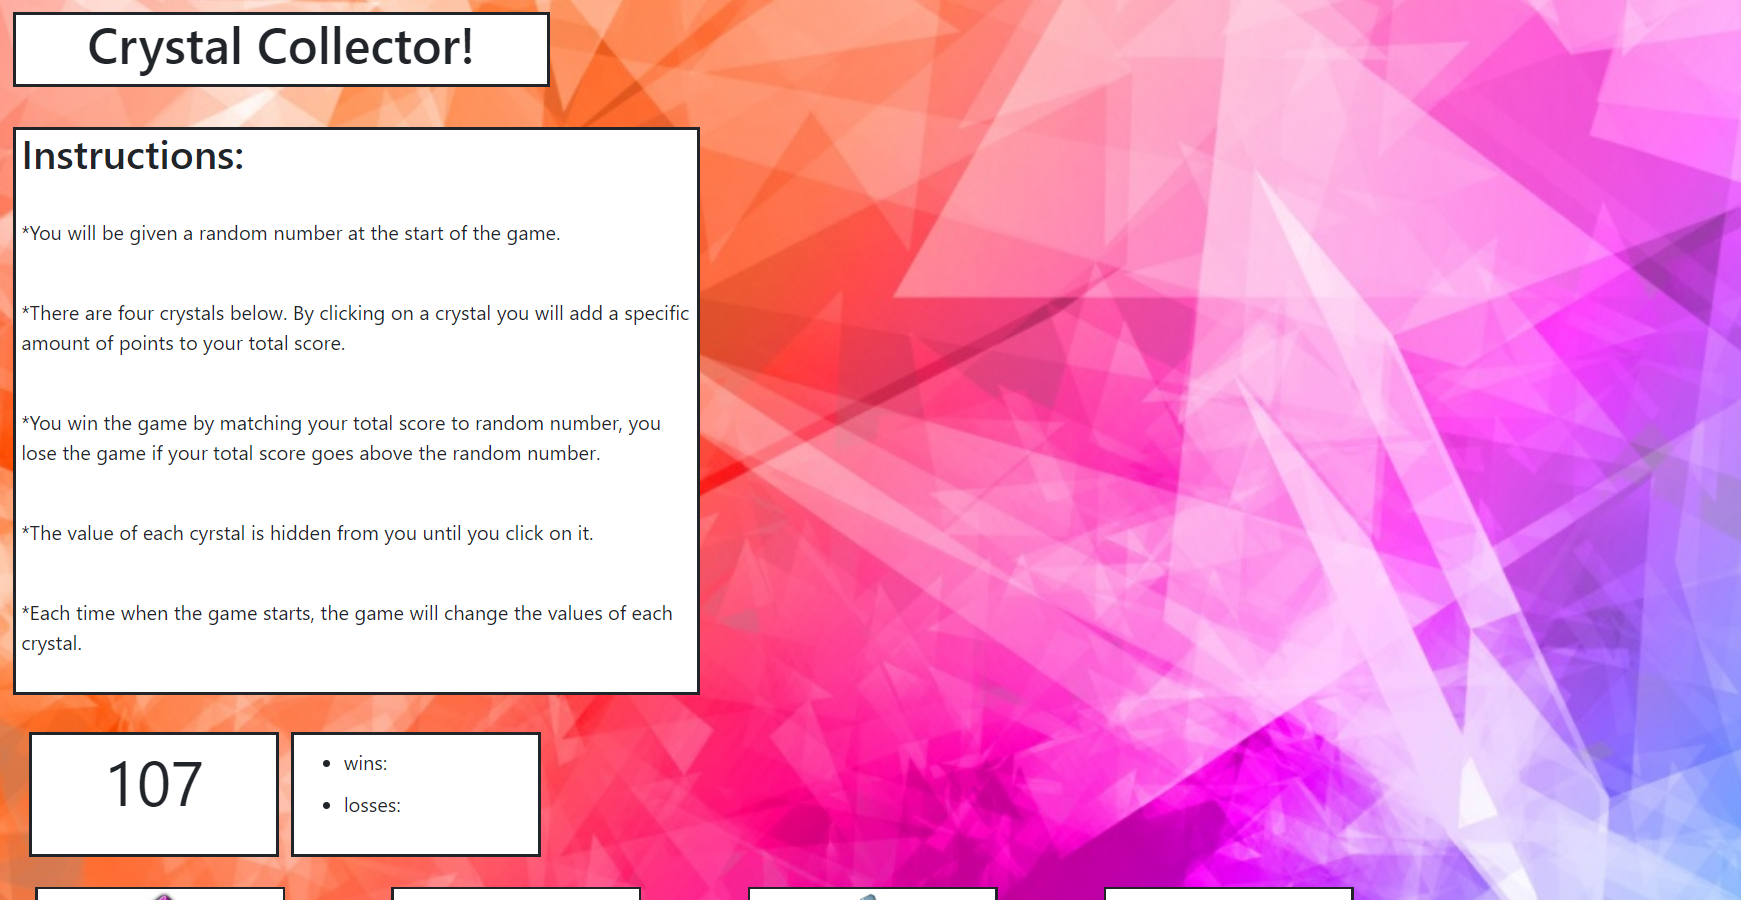 Crystal Collector!
Instructions:
*You will be given a random number at the start of the game.
*There are four crystals below. By clicking on a crystal you will add a specific
amount of points to your total score.
*You win the game by matching your total score to random number, you
lose the game if your total score goes above the random number.
*The value of each cyrstal is hidden from you until you click on it.
*Each time when the game starts, the game will change the values of each
crystal.
107
wins:
losses: